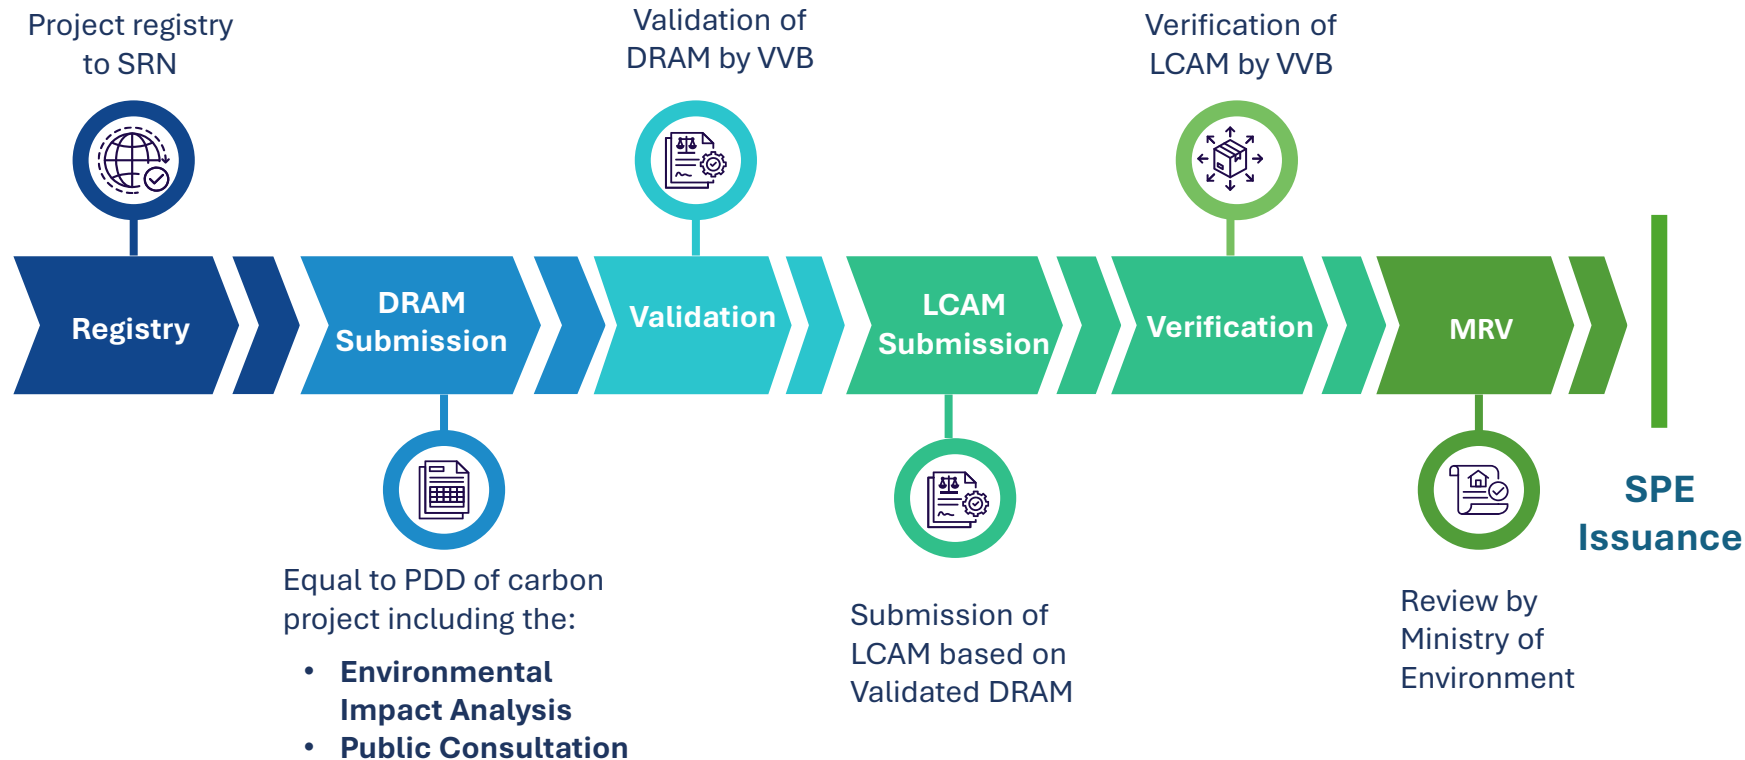 Project registry
to SRN
Validation of
DRAM by VVB
Verification of
LCAM by VVB
Registry
DRAM
Submission
Validation
LCAM
Submission
Verification
MRV
SPE
Issuance
Equal to PDD of carbon
project including the:
• Environmental
Impact Analysis
• Public Consultation
Submission of
LCAM based on
Validated DRAM
Review by
Ministry of
Environment